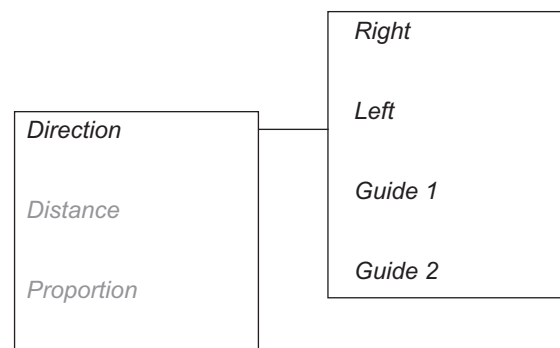 Direction
Distance
Proportion
Right
Left
Guide 1
Guide 2